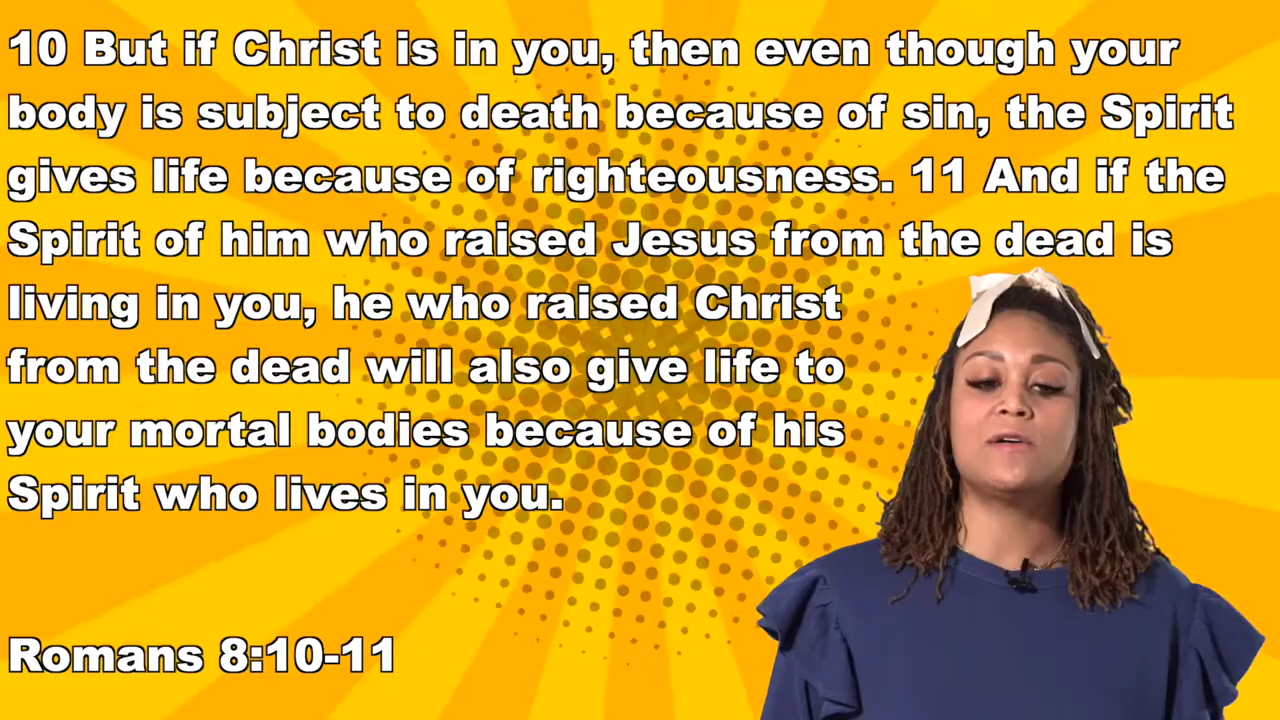 10 But if Christ is in you, then even though your
body is subject to death because of sin, the Spirit
gives life because of righteousness. 11 And if the
Spirit of him who raised Jesus from the dead is
living in you, he who raised Christ
from the dead will also give life to
your mortal bodies because of his
Spirit who lives in you.
Romans 8:10-11